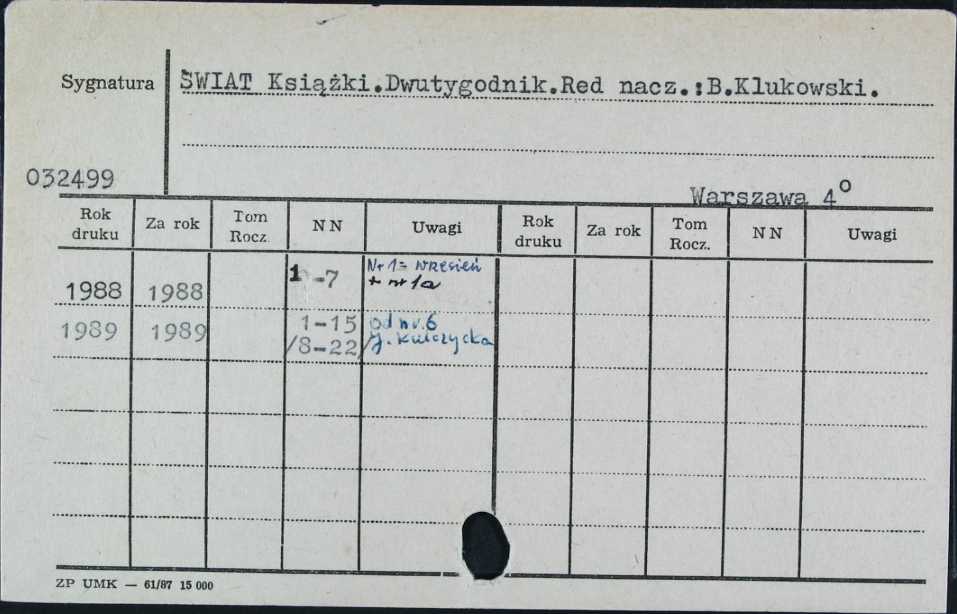 Sygnatura
ŚWIAT Książki.Dwutygodnik.Red nacz.:B.Klukowski.
032499
Warszawa 4°
Rok druku Za rok Tom Rocz. NN Uwagi Rok druku Za rok Tom Rocz. NN Uwagi
1988 1988 1-7 Nr 1= wrzesień + nr 1a
1989 1989 1-15 od nr. 6
/8-22/ J. Kulczycka
ZP UMK — 61/87 15 000